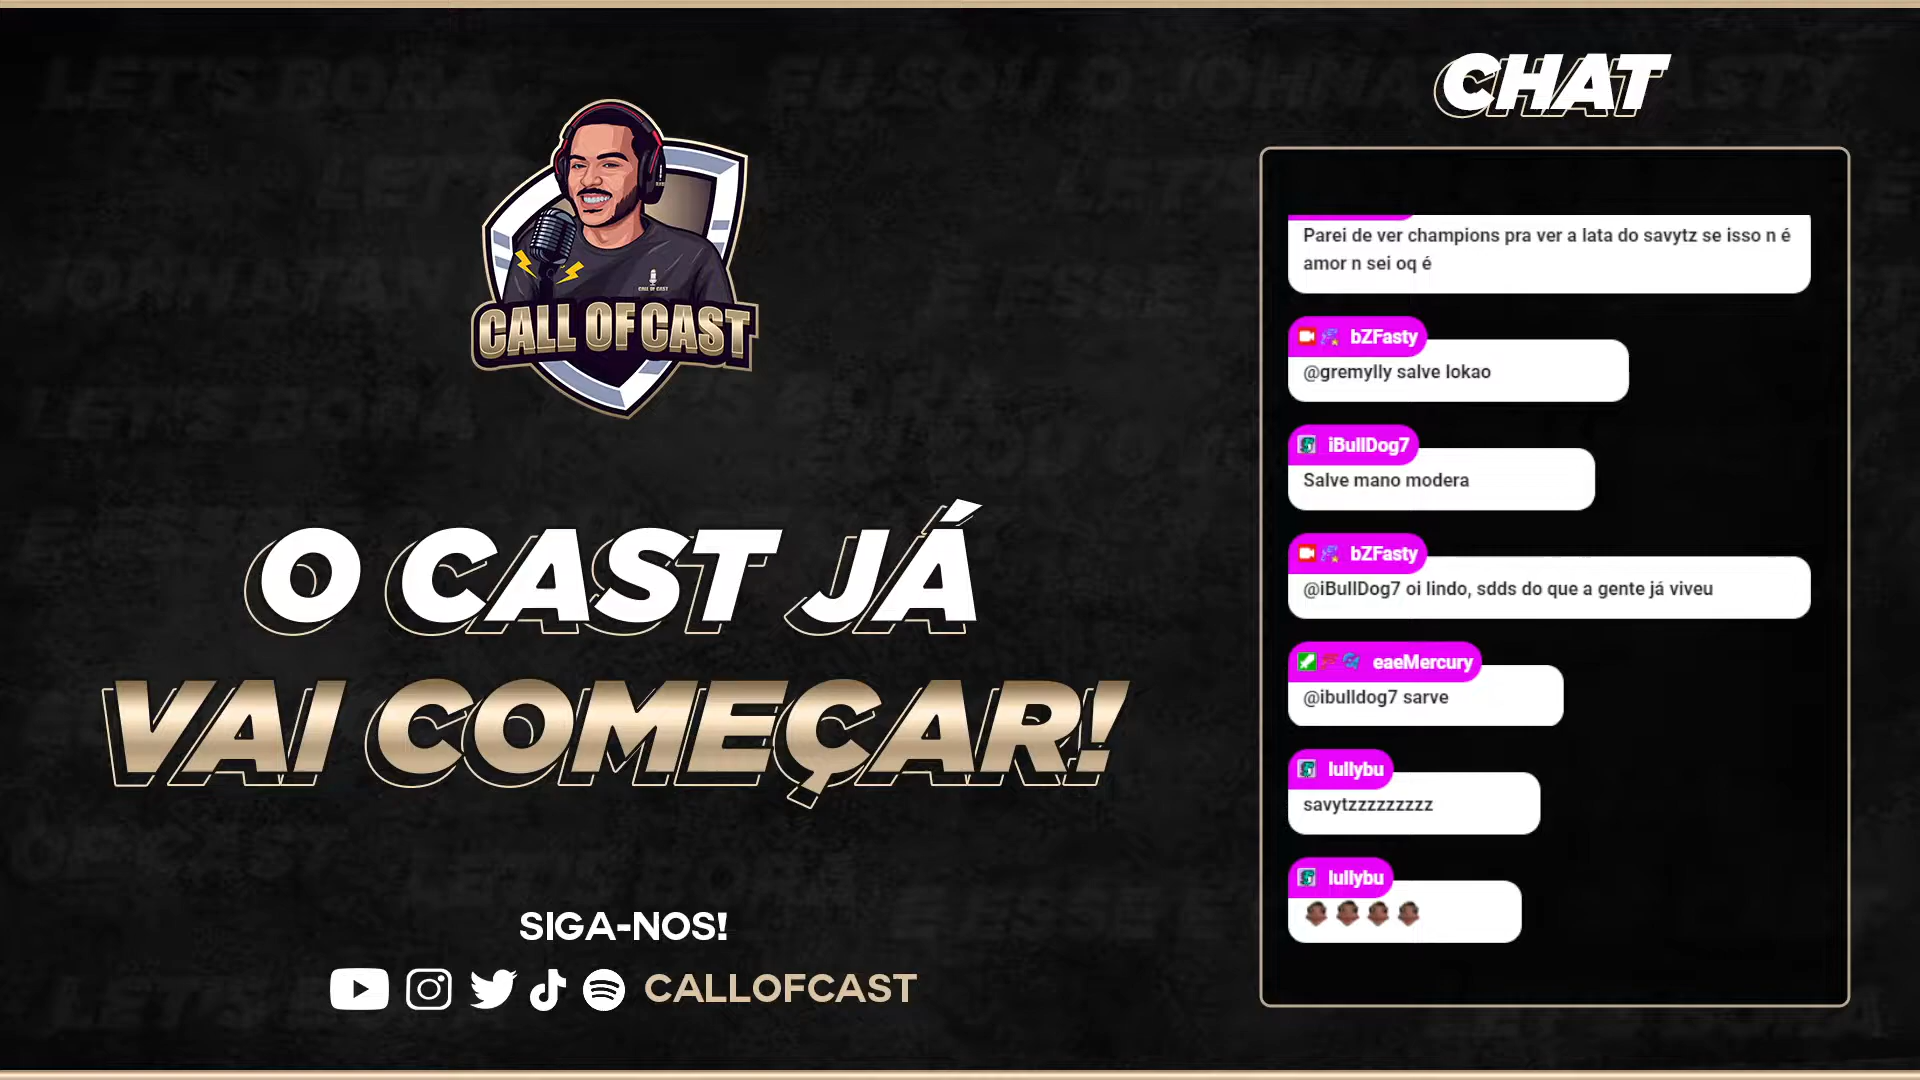 CALL OF CAST
O CAST JÁ
VAI COMEÇAR!
SIGA-NOS!
CALLOFCAST
CHAT
Parei de ver champions pra ver a lata do savytz se isso n é
amor n sei oq é
bZFasty
@gremylly salve lokao
iBullDog7
Salve mano modera
bZFasty
@iBullDog7 oi lindo, sdds do que a gente já viveu
eaeMercury
@ibulldog7 sarve
lullybu
savytzzzzzzzzz
lullybu